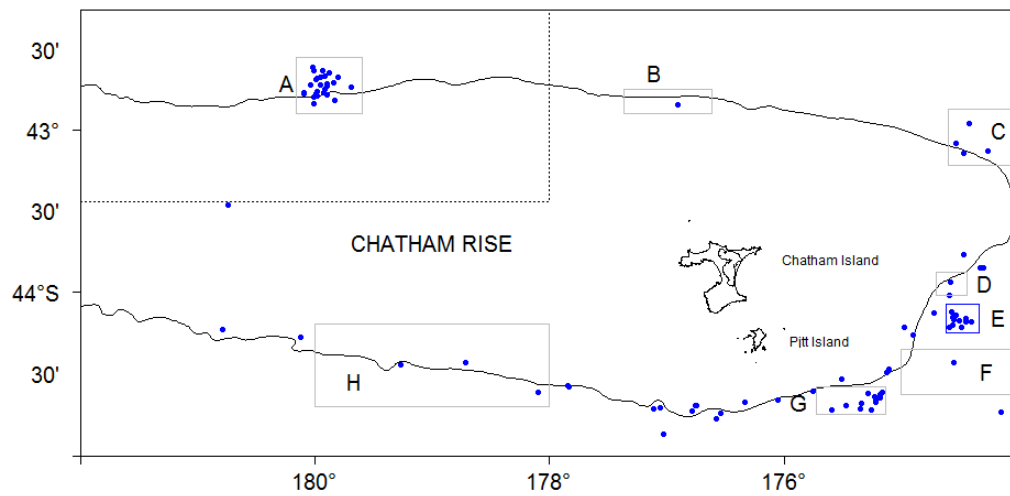 30'
A
B
43°
C
30'
CHATHAM RISE
Chatham Island
44°S
D
E
Pitt Island
30'
H
F
G
180°
178°
176°